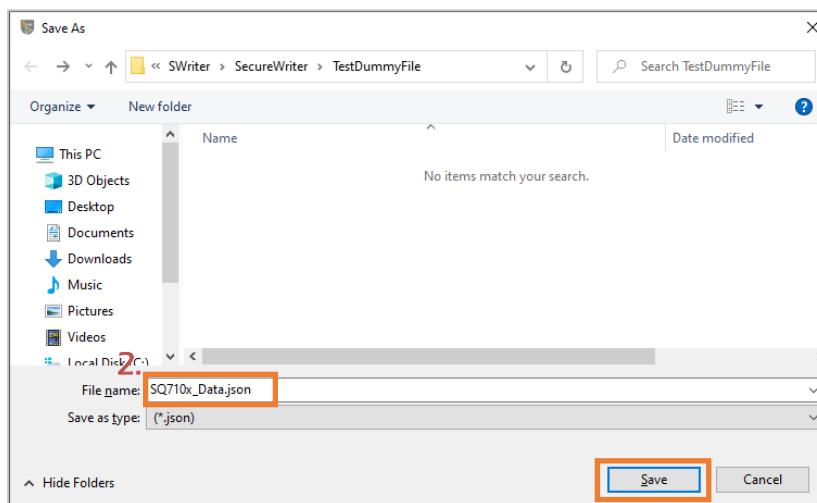 Save As
« SWriter › SecureWriter › TestDummyFile
Search TestDummyFile
Organize
New folder
?
Name
Date modified
No items match your search.
This PC
3D Objects
Desktop
Documents
Downloads
Music
Pictures
Videos
Local Disk (C:)
2.
File name: SQ710x_Data.json
Save as type: (*.json)
Hide Folders
Save
Cancel